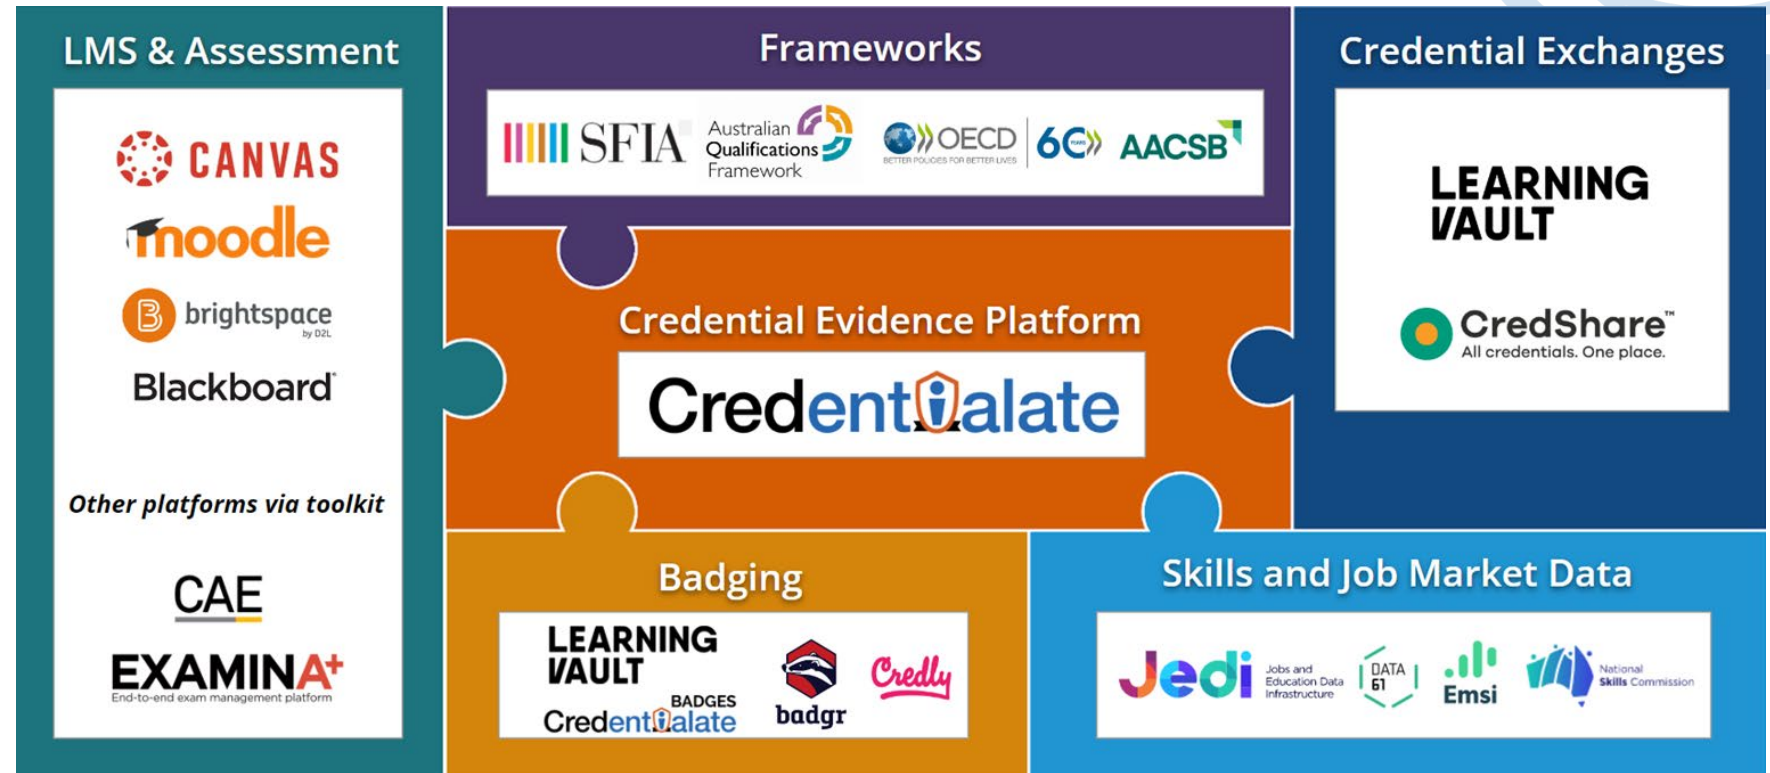 LMS & Assessment
CANVAS
moodle
brightspace
by D2L
Blackboard
Other platforms via toolkit
CAE
EXAMINA+
End-to-end exam management platform
Frameworks
SFIA
Australian
Qualifications
Framework
OECD
BETTER POLICIES FOR BETTER LIVES
60
YEARS
AACSB
Credential Exchanges
LEARNING
VAULT
CredShare™
All credentials. One place.
Credential Evidence Platform
Credentialate
Badging
LEARNING
VAULT
BADGES
Credentialate
badgr
Credly
Skills and Job Market Data
Jedi
Jobs and
Education Data
Infrastructure
DATA
61
Emsi
National
Skills Commission